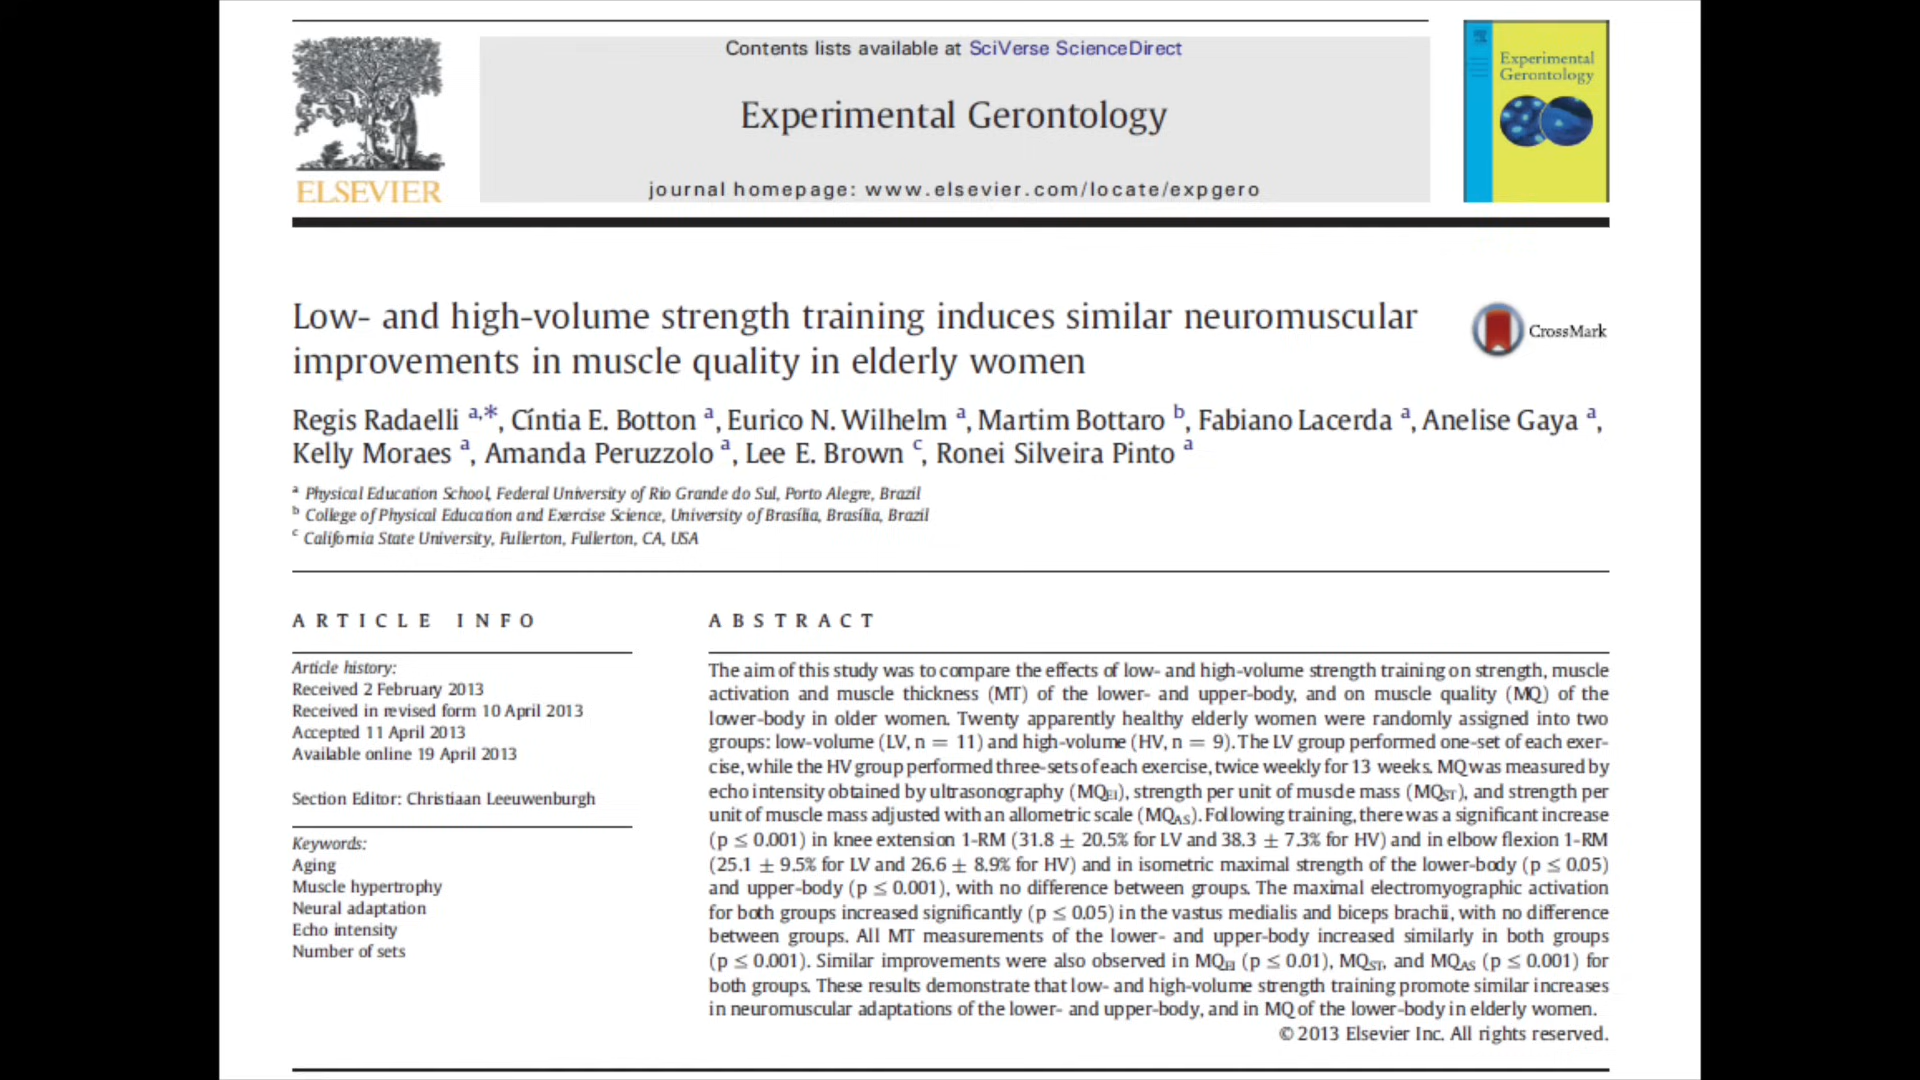 Contents lists available at SciVerse ScienceDirect
Experimental Gerontology
journal homepage: www.elsevier.com/locate/expgero
ELSEVIER
Experimental
Gerontology
Low- and high-volume strength training induces similar neuromuscular
improvements in muscle quality in elderly women
CrossMark
Regis Radaelli a,*, Cíntia E. Botton a, Eurico N. Wilhelm a, Martim Bottaro b, Fabiano Lacerda a, Anelise Gaya a,
Kelly Moraes a, Amanda Peruzzolo a, Lee E. Brown c, Ronei Silveira Pinto a
a Physical Education School, Federal University of Rio Grande do Sul, Porto Alegre, Brazil
b College of Physical Education and Exercise Science, University of Brasília, Brasília, Brazil
c California State University, Fullerton, Fullerton, CA, USA
ARTICLE INFO
Article history:
Received 2 February 2013
Received in revised form 10 April 2013
Accepted 11 April 2013
Available online 19 April 2013
Section Editor: Christiaan Leeuwenburgh
Keywords:
Aging
Muscle hypertrophy
Neural adaptation
Echo intensity
Number of sets
ABSTRACT
The aim of this study was to compare the effects of low- and high-volume strength training on strength, muscle
activation and muscle thickness (MT) of the lower- and upper-body, and on muscle quality (MQ) of the
lower-body in older women. Twenty apparently healthy elderly women were randomly assigned into two
groups: low-volume (LV, n = 11) and high-volume (HV, n = 9). The LV group performed one-set of each exer-
cise, while the HV group performed three-sets of each exercise, twice weekly for 13 weeks. MQ was measured by
echo intensity obtained by ultrasonography (MQEI), strength per unit of muscle mass (MQST), and strength per
unit of muscle mass adjusted with an allometric scale (MQAS). Following training, there was a significant increase
(p ≤ 0.001) in knee extension 1-RM (31.8 ± 20.5% for LV and 38.3 ± 7.3% for HV) and in elbow flexion 1-RM
(25.1 ± 9.5% for LV and 26.6 ± 8.9% for HV) and in isometric maximal strength of the lower-body (p ≤ 0.05)
and upper-body (p ≤ 0.001), with no difference between groups. The maximal electromyographic activation
for both groups increased significantly (p ≤ 0.05) in the vastus medialis and biceps brachii, with no difference
between groups. All MT measurements of the lower- and upper-body increased similarly in both groups
(p ≤ 0.001). Similar improvements were also observed in MQEI (p ≤ 0.01), MQST, and MQAS (p ≤ 0.001) for
both groups. These results demonstrate that low- and high-volume strength training promote similar increases
in neuromuscular adaptations of the lower- and upper-body, and in MQ of the lower-body in elderly women.
© 2013 Elsevier Inc. All rights reserved.